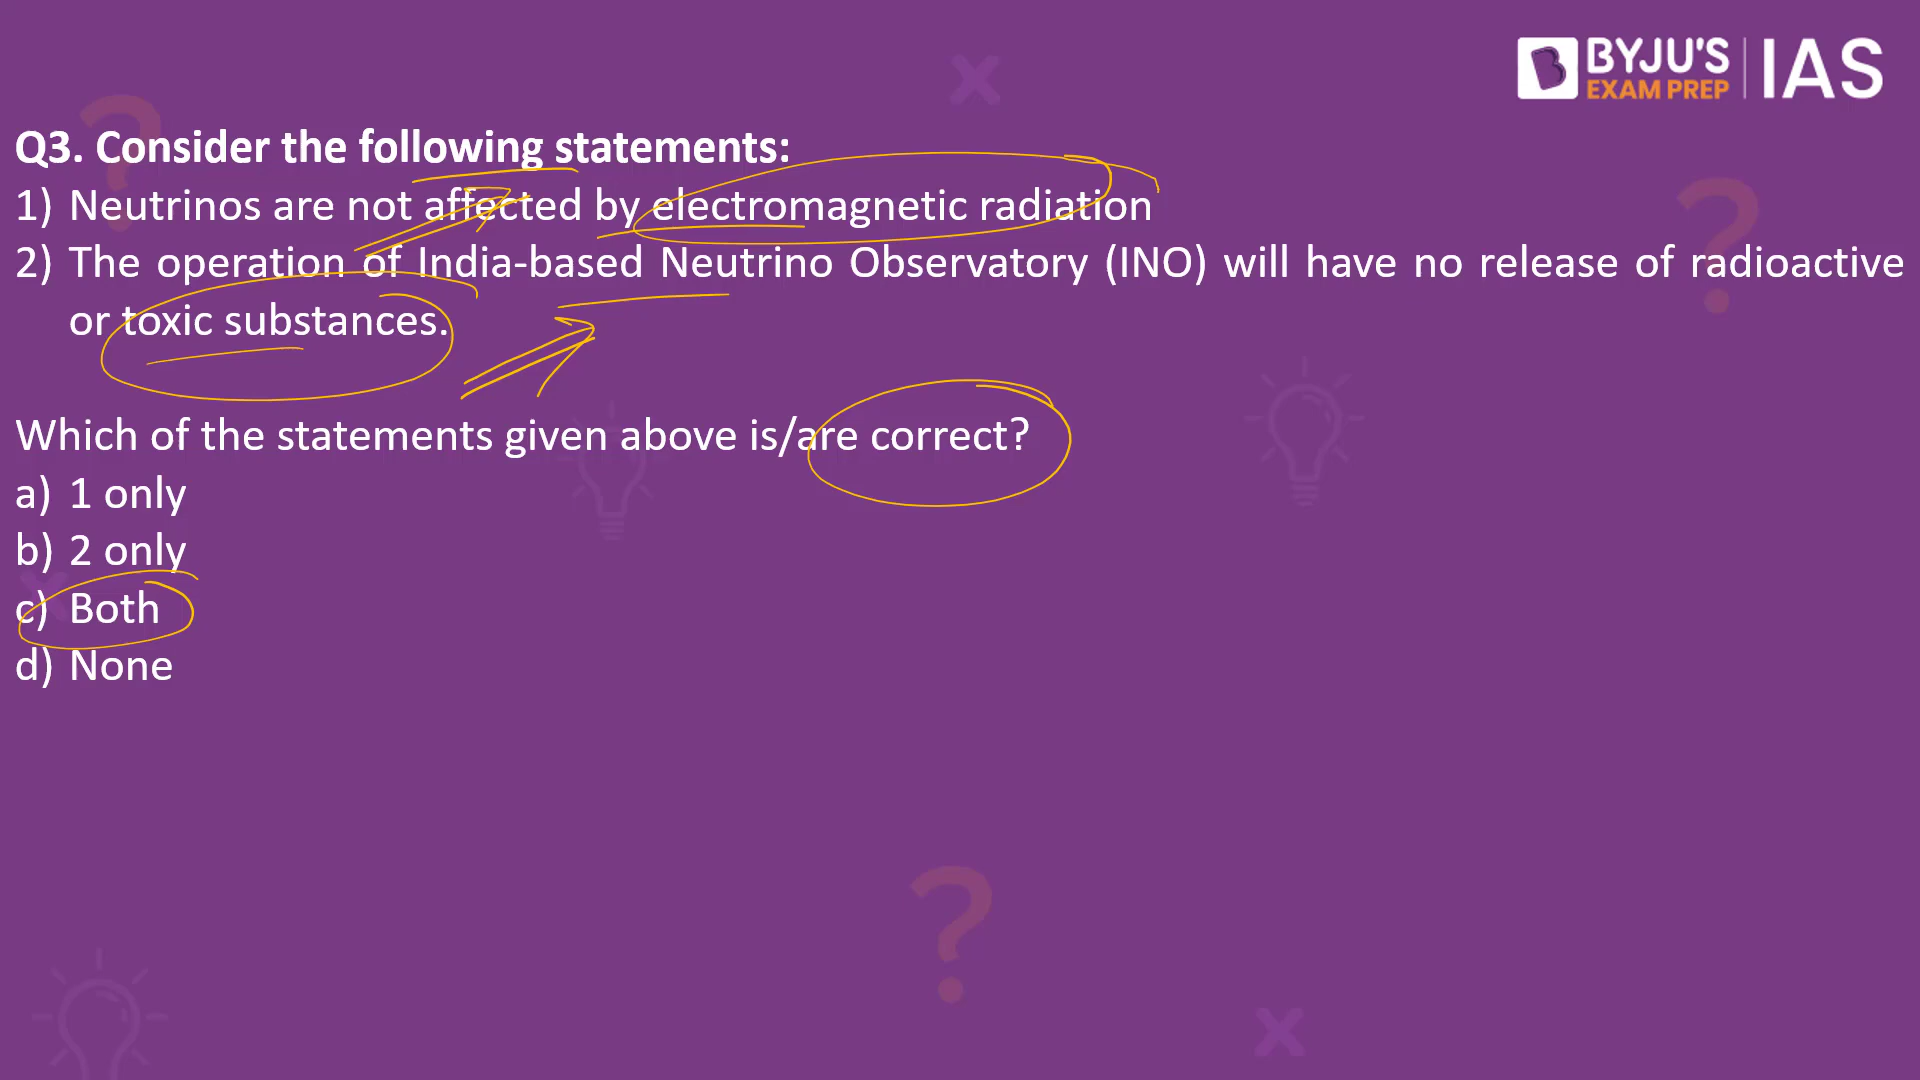 BYJU'S
EXAM PREP
IAS
Q3. Consider the following statements:
1) Neutrinos are not affected by electromagnetic radiation
2) The operation of India-based Neutrino Observatory (INO) will have no release of radioactive
or toxic substances.
Which of the statements given above is/are correct?
a) 1 only
b) 2 only
c) Both
d) None